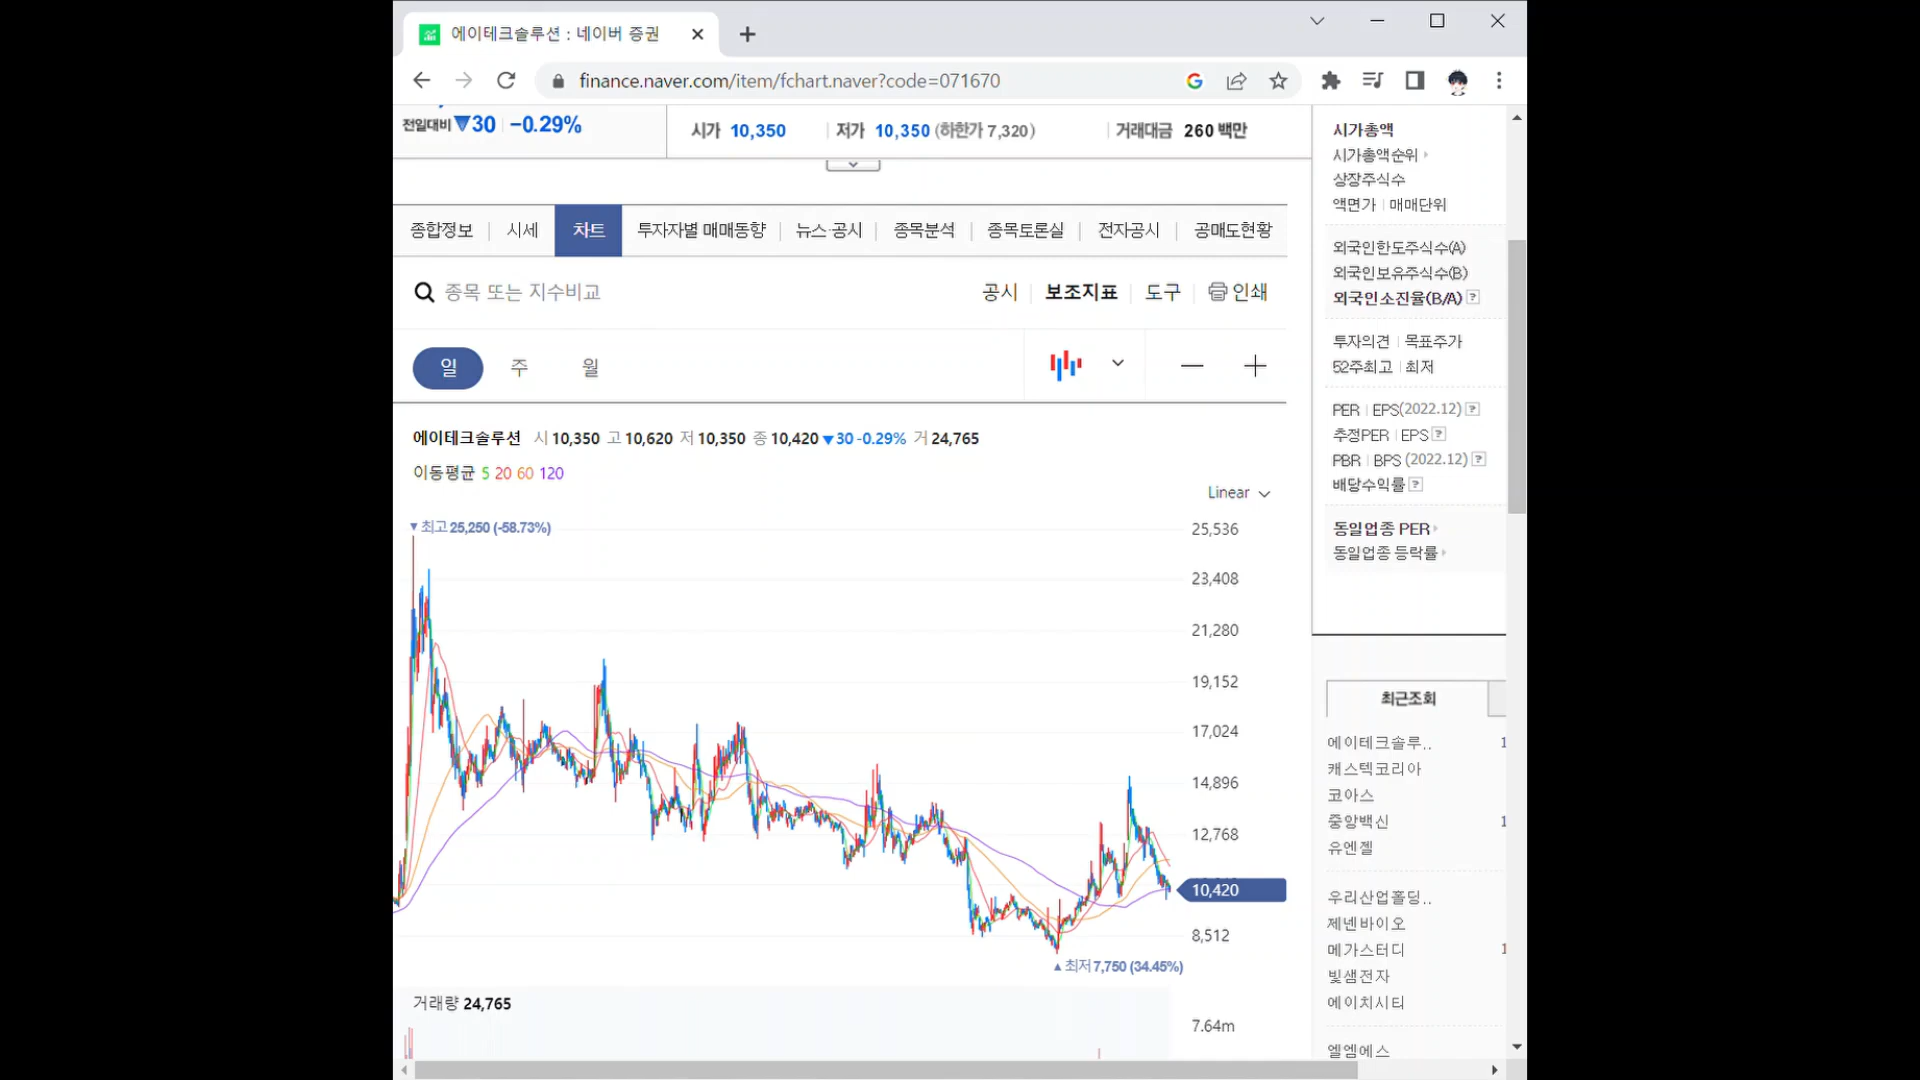 에이테크솔루션 : 네이버 증권
finance.naver.com/item/fchart.naver?code=071670
전일대비 ▼30 -0.29%
시가 10,350 저가 10,350 (하한가 7,320) 거래대금 260 백만
종합정보 시세 차트 투자자별 매매동향 뉴스·공시 종목분석 종목토론실 전자공시 공매도현황
종목 또는 지수비교 공시 보조지표 도구 인쇄
일 주 월
에이테크솔루션 시 10,350 고 10,620 저 10,350 종 10,420 ▼30 -0.29% 거 24,765
이동평균 5 20 60 120
Linear
▼최고 25,250 (-58.73%)
25,536
23,408
21,280
19,152
17,024
14,896
12,768
10,420
8,512
▲최저 7,750 (34.45%)
거래량 24,765
7.64m
시가총액
시가총액순위
상장주식수
액면가 매매단위
외국인한도주식수(A)
외국인보유주식수(B)
외국인소진율(B/A) ?
투자의견 목표주가
52주최고 최저
PER EPS(2022.12) ?
추정PER EPS ?
PBR BPS (2022.12) ?
배당수익률 ?
동일업종 PER
동일업종 등락률
최근조회
에이테크솔루.. 1
캐스텍코리아
코아스
중앙백신 1
유엔젤
우리산업홀딩..
제넨바이오
메가스터디 1
빛샘전자
에이치시티
엘엠에스